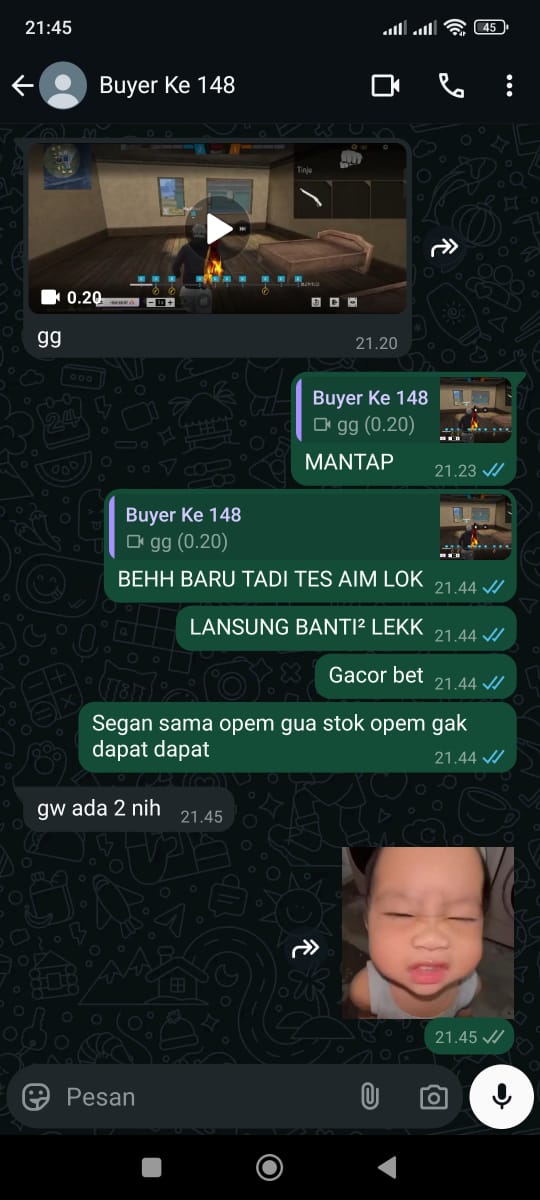 21:45
45
Buyer Ke 148
Tinju
0.20
gg
21.20
Buyer Ke 148
gg (0.20)
MANTAP
21.23
Buyer Ke 148
gg (0.20)
BEHH BARU TADI TES AIM LOK
21.44
LANSUNG BANTI² LEKK
21.44
Gacor bet
21.44
Segan sama opem gua stok opem gak
dapat dapat
21.44
gw ada 2 nih
21.45
21.45
Pesan